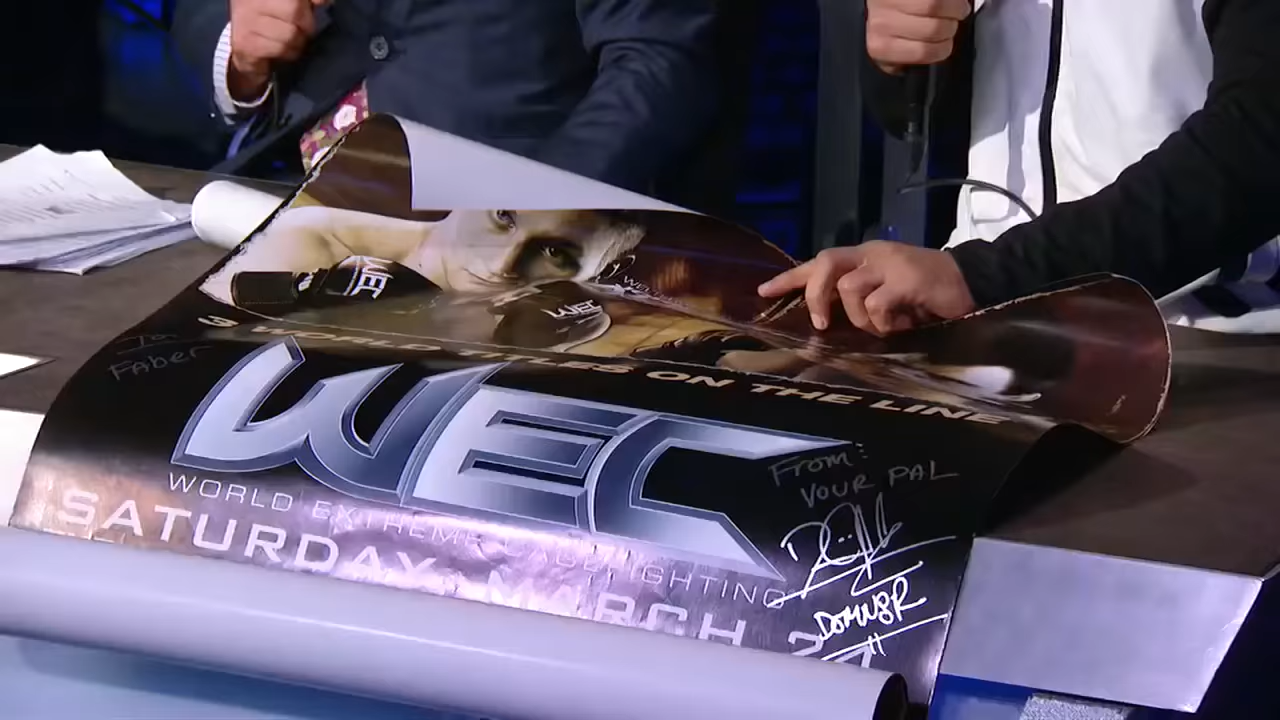 WEC
WEC
3 WORLD TITLES ON THE LINE
To
Faber
WEC
WORLD EXTREME CAGEFIGHTING
SATURDAY, MARCH 24
From:
YOUR PAL
DOMN8R